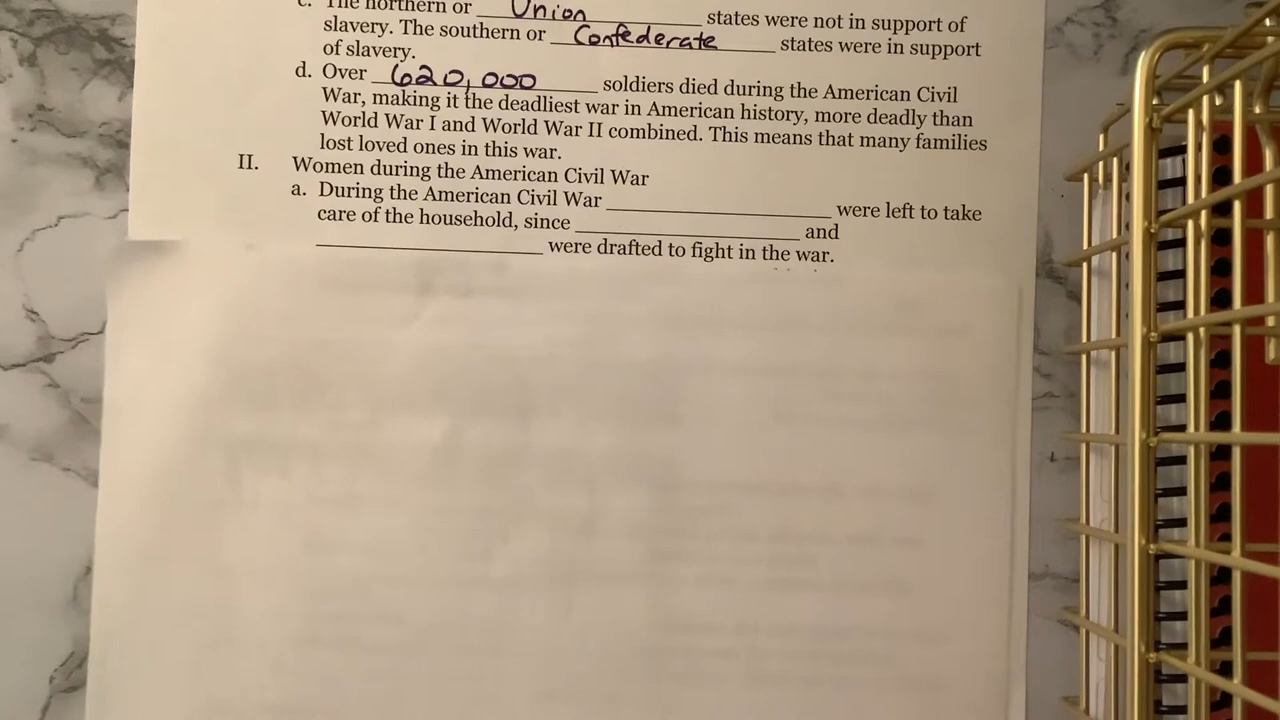 c. The northern or Union states were not in support of
slavery. The southern or Confederate states were in support
of slavery.
d. Over 620,000 soldiers died during the American Civil
War, making it the deadliest war in American history, more deadly than
World War I and World War II combined. This means that many families
lost loved ones in this war.
II. Women during the American Civil War
a. During the American Civil War ____________ were left to take
care of the household, since ____________ and
____________ were drafted to fight in the war.